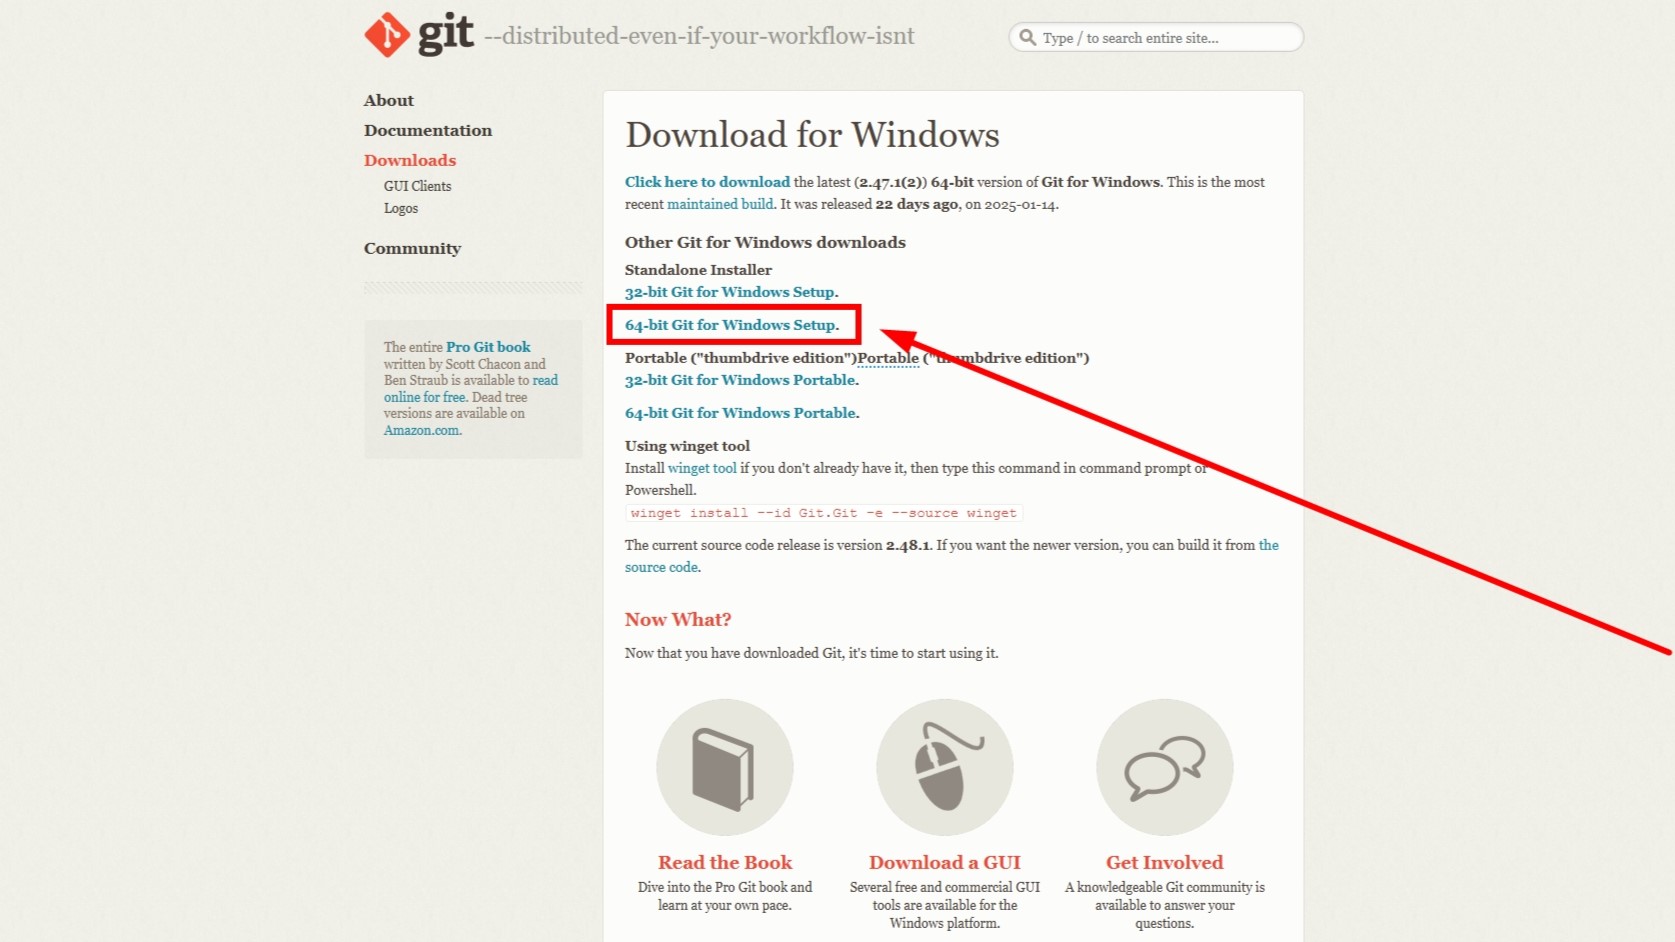 git --distributed-even-if-your-workflow-isnt
Type / to search entire site...
About
Documentation
Downloads
GUI Clients
Logos
Community
The entire Pro Git book
written by Scott Chacon and
Ben Straub is available to read
online for free. Dead tree
versions are available on
Amazon.com.
Download for Windows
Click here to download the latest (2.47.1(2)) 64-bit version of Git for Windows. This is the most
recent maintained build. It was released 22 days ago, on 2025-01-14.
Other Git for Windows downloads
Standalone Installer
32-bit Git for Windows Setup.
64-bit Git for Windows Setup.
Portable ("thumbdrive edition")Portable ("thumbdrive edition")
32-bit Git for Windows Portable.
64-bit Git for Windows Portable.
Using winget tool
Install winget tool if you don't already have it, then type this command in command prompt or
Powershell.
winget install --id Git.Git -e --source winget
The current source code release is version 2.48.1. If you want the newer version, you can build it from the
source code.
Now What?
Now that you have downloaded Git, it's time to start using it.
Read the Book
Dive into the Pro Git book and
learn at your own pace.
Download a GUI
Several free and commercial GUI
tools are available for the
Windows platform.
Get Involved
A knowledgeable Git community is
available to answer your
questions.